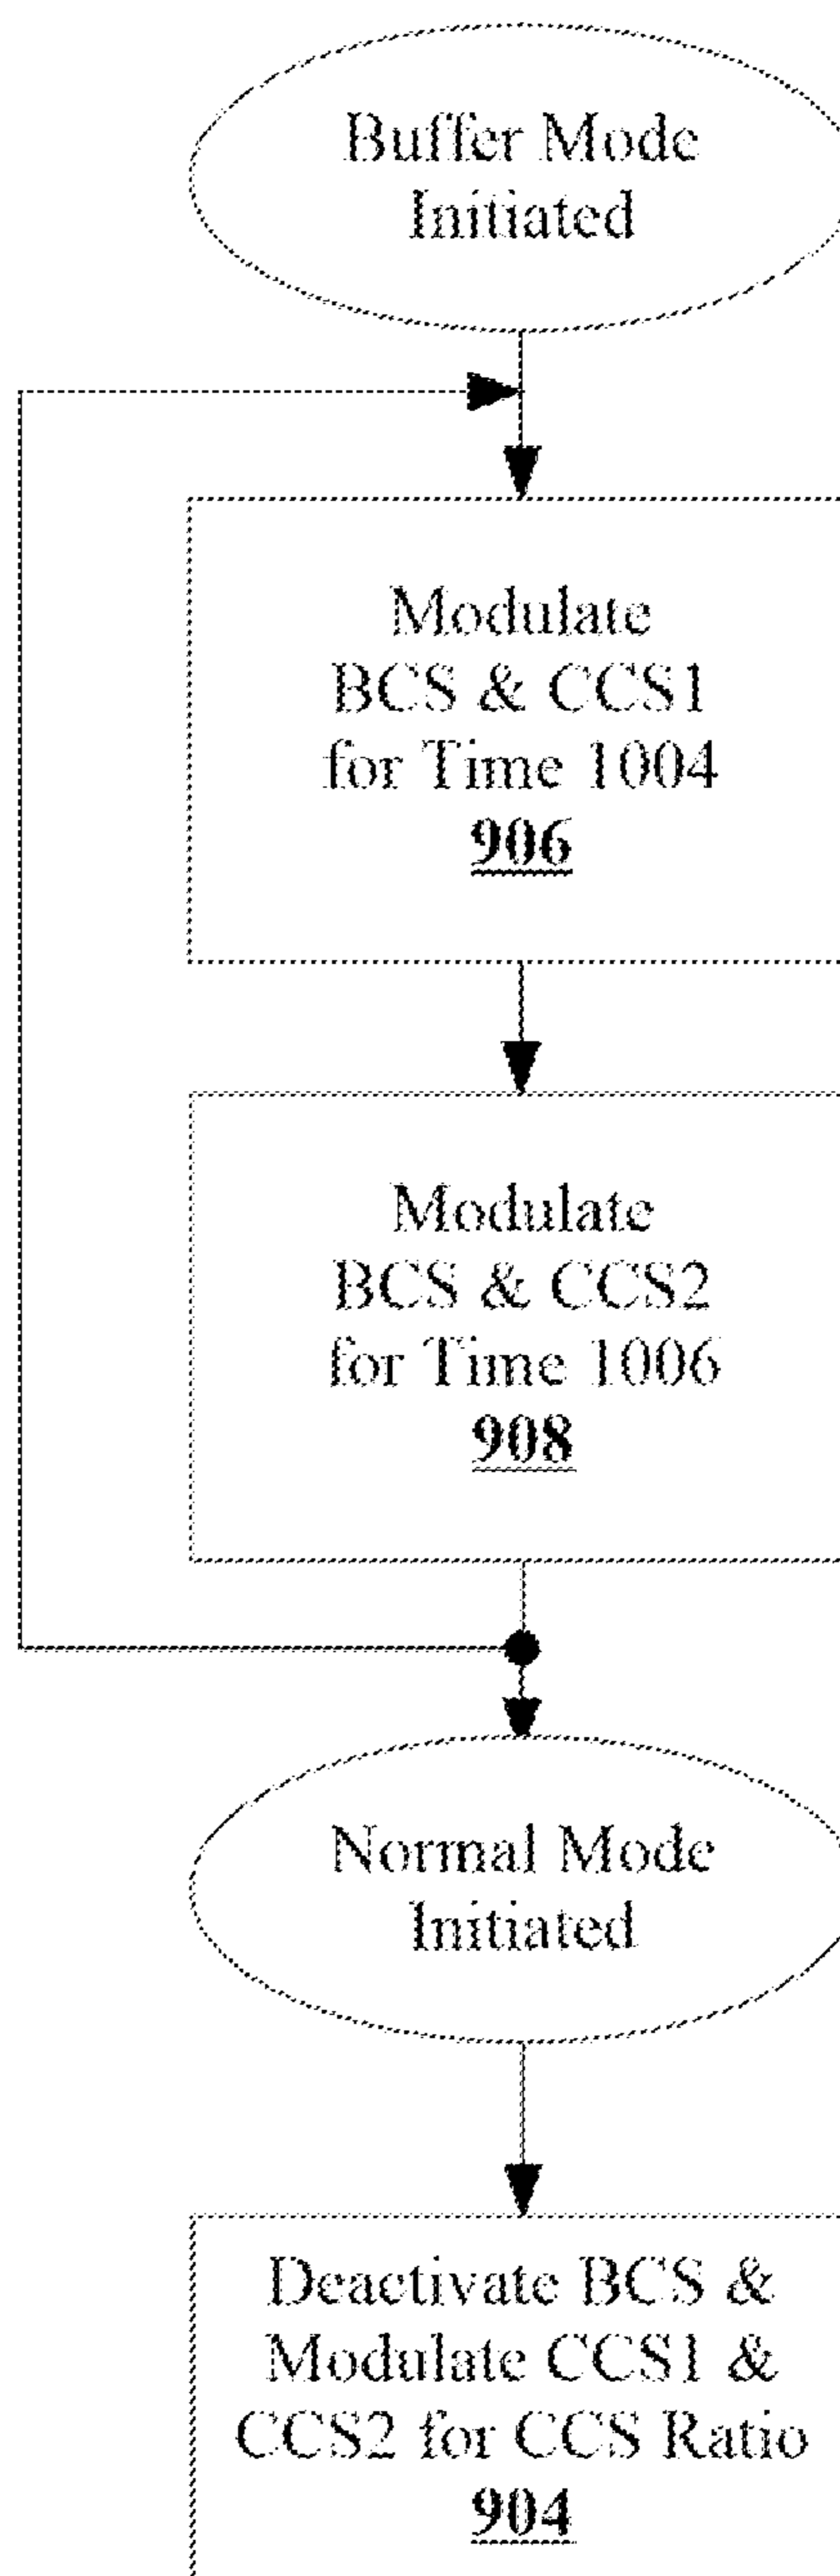 Buffer Mode
Initiated
Modulate
BCS & CCS1
for Time 1004
906
Modulate
BCS & CCS2
for Time 1006
908
Normal Mode
Initiated
Deactivate BCS &
Modulate CCS1 &
CCS2 for CCS Ratio
904